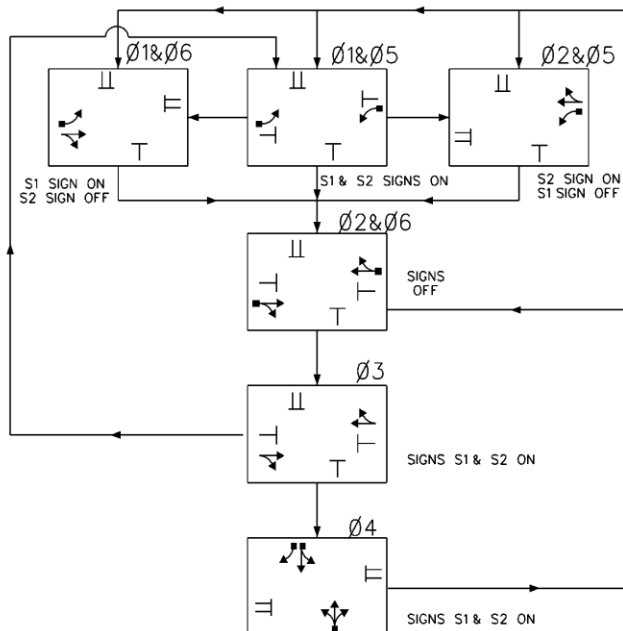 Ø1&Ø6
Ø1&Ø5
Ø2&Ø5
S1 SIGN ON
S2 SIGN OFF
S1 & S2 SIGNS ON
S2 SIGN ON
S1 SIGN OFF
Ø2&Ø6
SIGNS
OFF
Ø3
SIGNS S1 & S2 ON
Ø4
SIGNS S1 & S2 ON